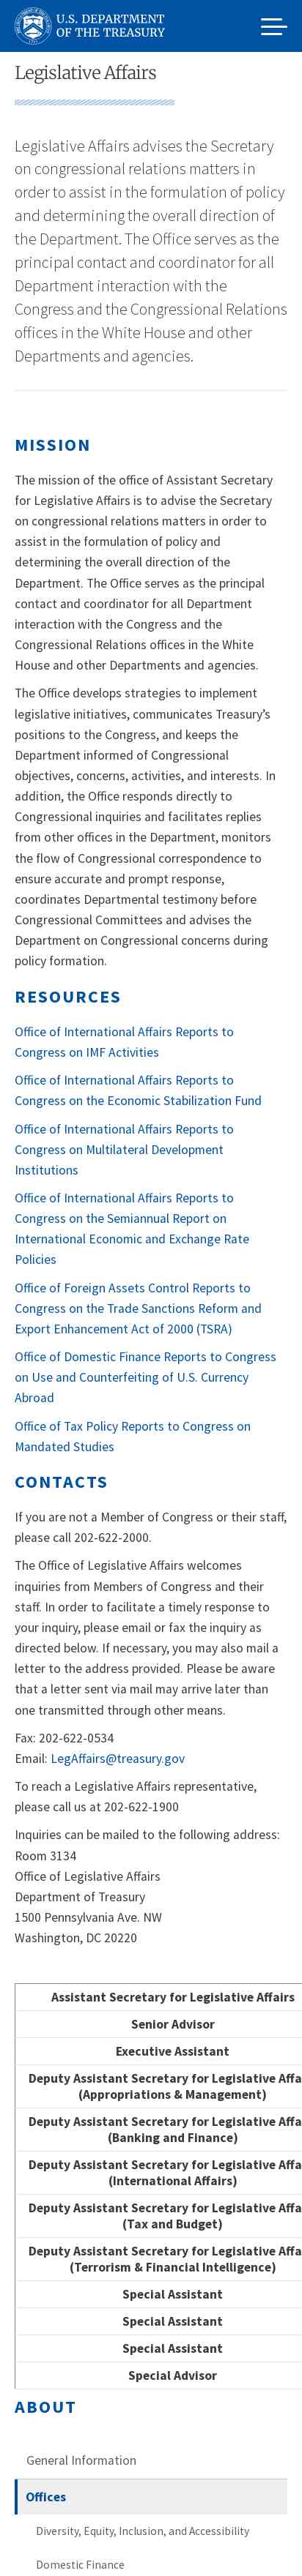 U.S. DEPARTMENT
OF THE TREASURY
Legislative Affairs
Legislative Affairs advises the Secretary
on congressional relations matters in
order to assist in the formulation of policy
and determining the overall direction of
the Department. The Office serves as the
principal contact and coordinator for all
Department interaction with the
Congress and the Congressional Relations
offices in the White House and other
Departments and agencies.
MISSION
The mission of the office of Assistant Secretary
for Legislative Affairs is to advise the Secretary
on congressional relations matters in order to
assist in the formulation of policy and
determining the overall direction of the
Department. The Office serves as the principal
contact and coordinator for all Department
interaction with the Congress and the
Congressional Relations offices in the White
House and other Departments and agencies.
The Office develops strategies to implement
legislative initiatives, communicates Treasury’s
positions to the Congress, and keeps the
Department informed of Congressional
objectives, concerns, activities, and interests. In
addition, the Office responds directly to
Congressional inquiries and facilitates replies
from other offices in the Department, monitors
the flow of Congressional correspondence to
ensure accurate and prompt response,
coordinates Departmental testimony before
Congressional Committees and advises the
Department on Congressional concerns during
policy formation.
RESOURCES
Office of International Affairs Reports to
Congress on IMF Activities
Office of International Affairs Reports to
Congress on the Economic Stabilization Fund
Office of International Affairs Reports to
Congress on Multilateral Development
Institutions
Office of International Affairs Reports to
Congress on the Semiannual Report on
International Economic and Exchange Rate
Policies
Office of Foreign Assets Control Reports to
Congress on the Trade Sanctions Reform and
Export Enhancement Act of 2000 (TSRA)
Office of Domestic Finance Reports to Congress
on Use and Counterfeiting of U.S. Currency
Abroad
Office of Tax Policy Reports to Congress on
Mandated Studies
CONTACTS
If you are not a Member of Congress or their staff,
please call 202-622-2000.
The Office of Legislative Affairs welcomes
inquiries from Members of Congress and their
staff. In order to facilitate a timely response to
your inquiry, please email or fax the inquiry as
directed below. If necessary, you may also mail a
letter to the address provided. Please be aware
that a letter sent via mail may arrive later than
one transmitted through other means.
Fax: 202-622-0534
Email: LegAffairs@treasury.gov
To reach a Legislative Affairs representative,
please call us at 202-622-1900
Inquiries can be mailed to the following address:
Room 3134
Office of Legislative Affairs
Department of Treasury
1500 Pennsylvania Ave. NW
Washington, DC 20220
Assistant Secretary for Legislative Affairs
Senior Advisor
Executive Assistant
Deputy Assistant Secretary for Legislative Affa
(Appropriations & Management)
Deputy Assistant Secretary for Legislative Affa
(Banking and Finance)
Deputy Assistant Secretary for Legislative Affa
(International Affairs)
Deputy Assistant Secretary for Legislative Affa
(Tax and Budget)
Deputy Assistant Secretary for Legislative Affa
(Terrorism & Financial Intelligence)
Special Assistant
Special Assistant
Special Assistant
Special Advisor
ABOUT
General Information
Offices
Diversity, Equity, Inclusion, and Accessibility
Domestic Finance